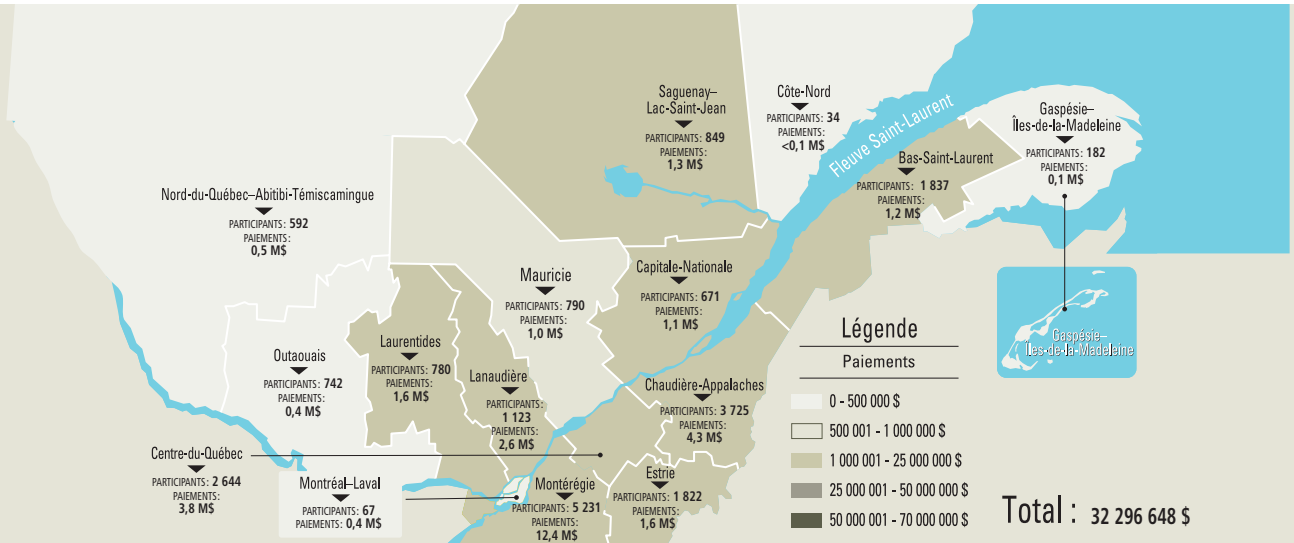 Saguenay–
Lac-Saint-Jean
PARTICIPANTS: 849
PAIEMENTS:
1,3 M$
Côte-Nord
PARTICIPANTS: 34
PAIEMENTS:
<0,1 M$
Fleuve Saint-Laurent
Gaspésie–
Îles-de-la-Madeleine
PARTICIPANTS: 182
PAIEMENTS:
0,1 M$
Bas-Saint-Laurent
PARTICIPANTS: 1 837
PAIEMENTS:
1,2 M$
Nord-du-Québec–Abitibi-Témiscamingue
PARTICIPANTS: 592
PAIEMENTS:
0,5 M$
Mauricie
PARTICIPANTS: 790
PAIEMENTS:
1,0 M$
Capitale-Nationale
PARTICIPANTS: 671
PAIEMENTS:
1,1 M$
Gaspésie–
Îles-de-la-Madeleine
Outaouais
PARTICIPANTS: 742
PAIEMENTS:
0,4 M$
Laurentides
PARTICIPANTS: 780
PAIEMENTS:
1,6 M$
Lanaudière
PARTICIPANTS:
1 123
PAIEMENTS:
2,6 M$
Chaudière-Appalaches
PARTICIPANTS: 3 725
PAIEMENTS:
4,3 M$
Centre-du-Québec
PARTICIPANTS: 2 644
PAIEMENTS:
3,8 M$
Montréal–Laval
PARTICIPANTS: 67
PAIEMENTS: 0,4 M$
Montérégie
PARTICIPANTS: 5 231
PAIEMENTS:
12,4 M$
Estrie
PARTICIPANTS: 1 822
PAIEMENTS:
1,6 M$
Légende
Paiements
0 - 500 000 $
500 001 - 1 000 000 $
1 000 001 - 25 000 000 $
25 000 001 - 50 000 000 $
50 000 001 - 70 000 000 $
Total : 32 296 648 $